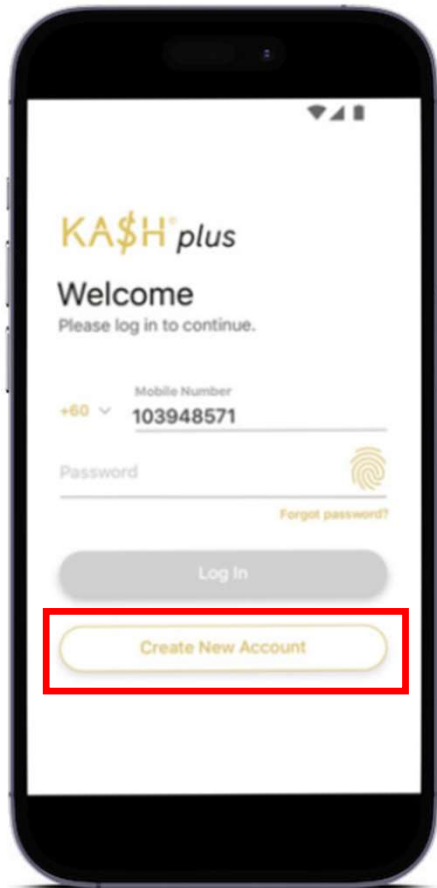 KA$H® plus
Welcome
Please log in to continue.
Mobile Number
+60 103948571
Password
Forgot password?
Log In
Create New Account